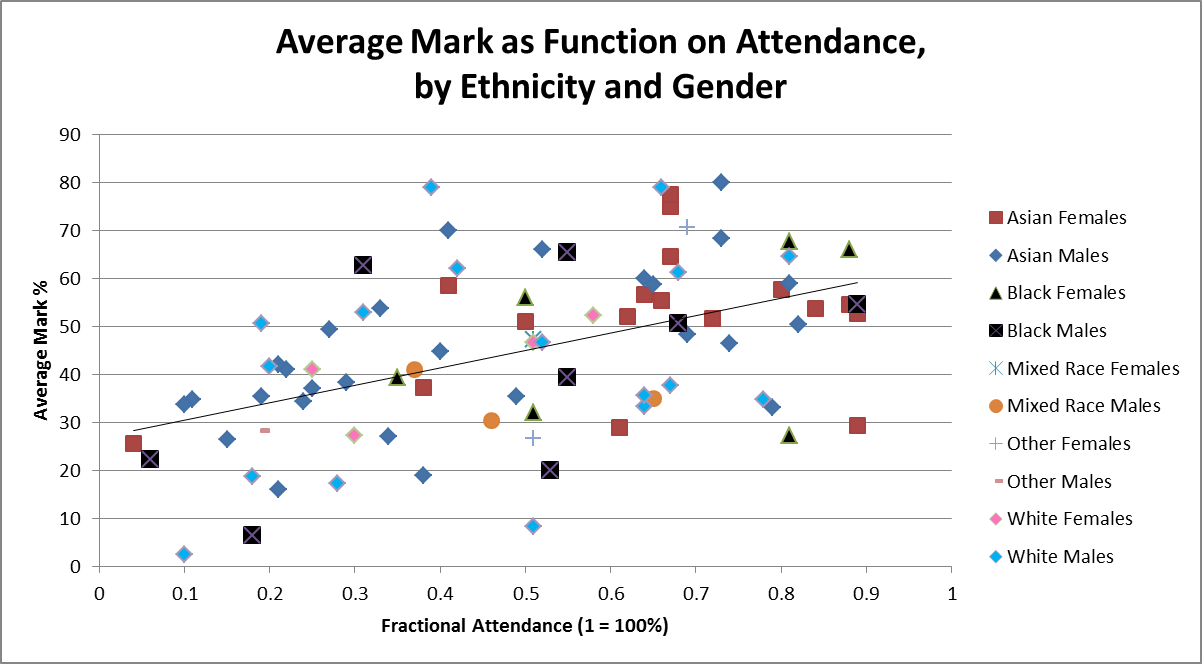 Average Mark as Function on Attendance,
by Ethnicity and Gender
Average Mark %
90
80
70
60
50
40
30
20
10
0
0 0.1 0.2 0.3 0.4 0.5 0.6 0.7 0.8 0.9 1
Fractional Attendance (1 = 100%)
Asian Females
Asian Males
Black Females
Black Males
Mixed Race Females
Mixed Race Males
Other Females
Other Males
White Females
White Males